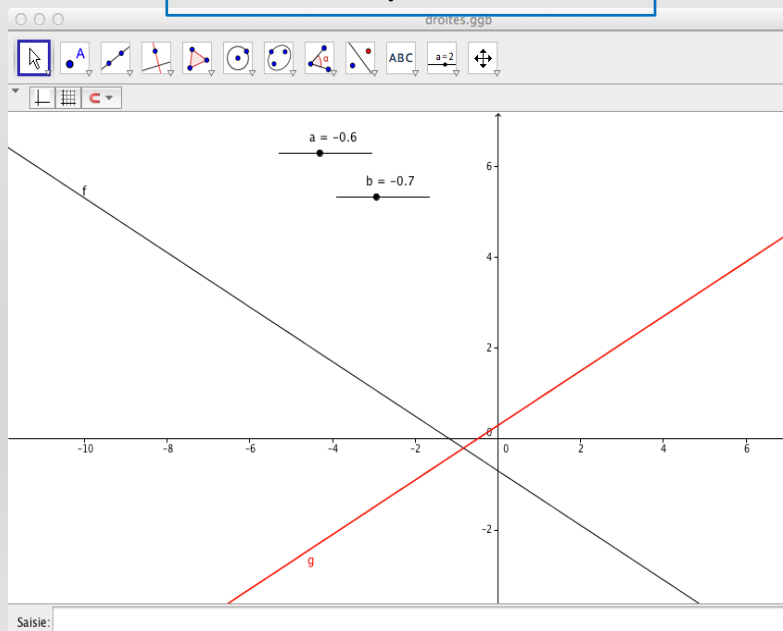 droites.ggb
A
α
ABC
a=2
a = -0.6
b = -0.7
f
6
4
2
0
-10 -8 -6 -4 -2 0 2 4 6
-2
g
Saisie: